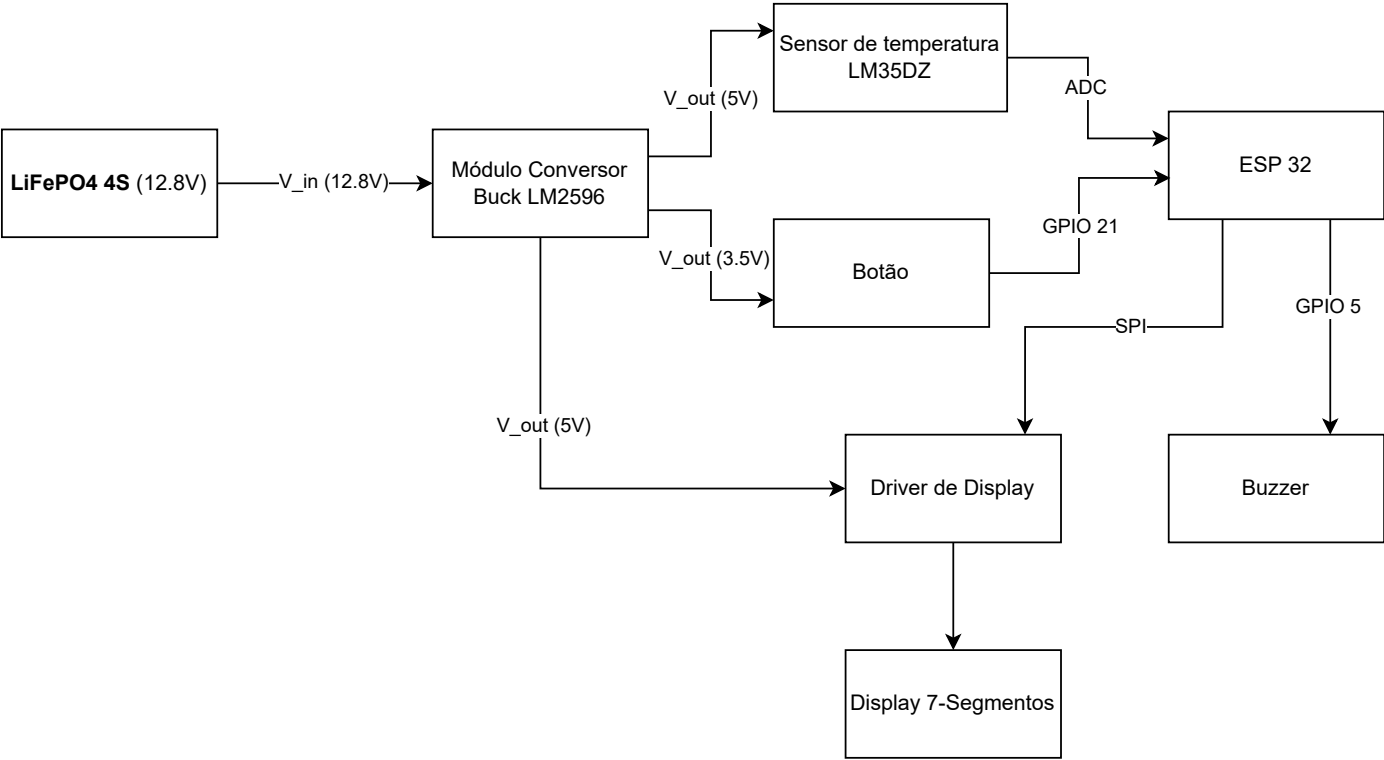 Sensor de temperatura
LM35DZ
V_out (5V)
ADC
LiFePO4 4S (12.8V)
V_in (12.8V)
Módulo Conversor
Buck LM2596
ESP 32
V_out (3.5V)
Botão
GPIO 21
SPI
GPIO 5
V_out (5V)
Driver de Display
Buzzer
Display 7-Segmentos